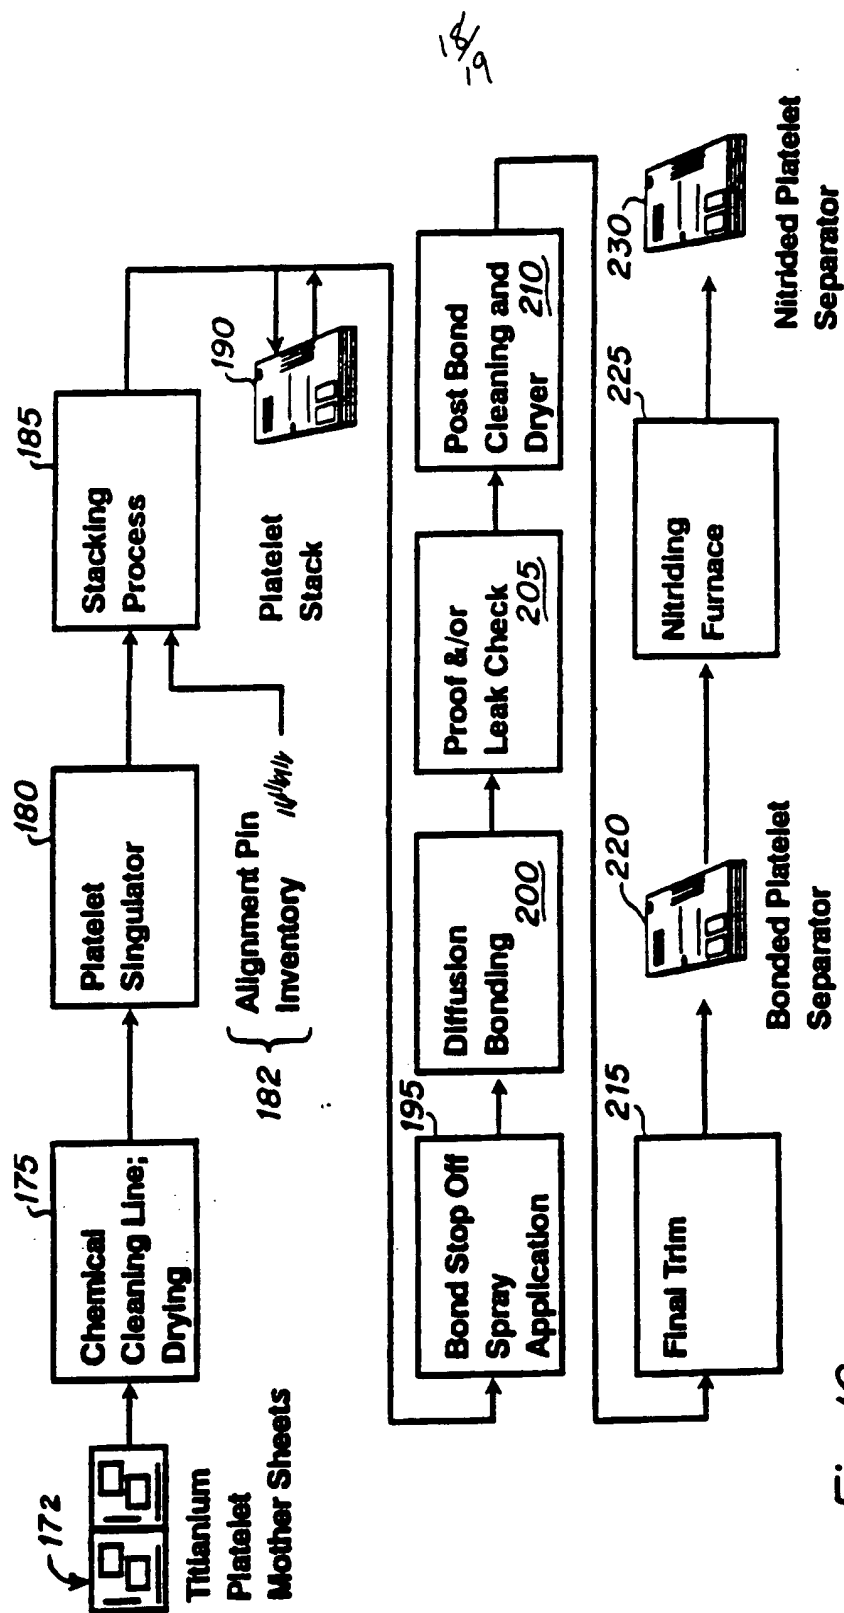 18/19
172
Titianium
Platelet
Mother Sheets
175
Chemical
Cleaning Line;
Drying
180
Platelet
Singulator
182
Alignment Pin
Inventory
185
Stacking
Process
190
Platelet
Stack
195
Bond Stop Off
Spray
Application
Diffusion
Bonding
200
Proof &/or
Leak Check
205
Post Bond
Cleaning and
Dryer
210
215
Final Trim
220
Bonded Platelet
Separator
225
Nitriding
Furnace
230
Nitrided Platelet
Separator